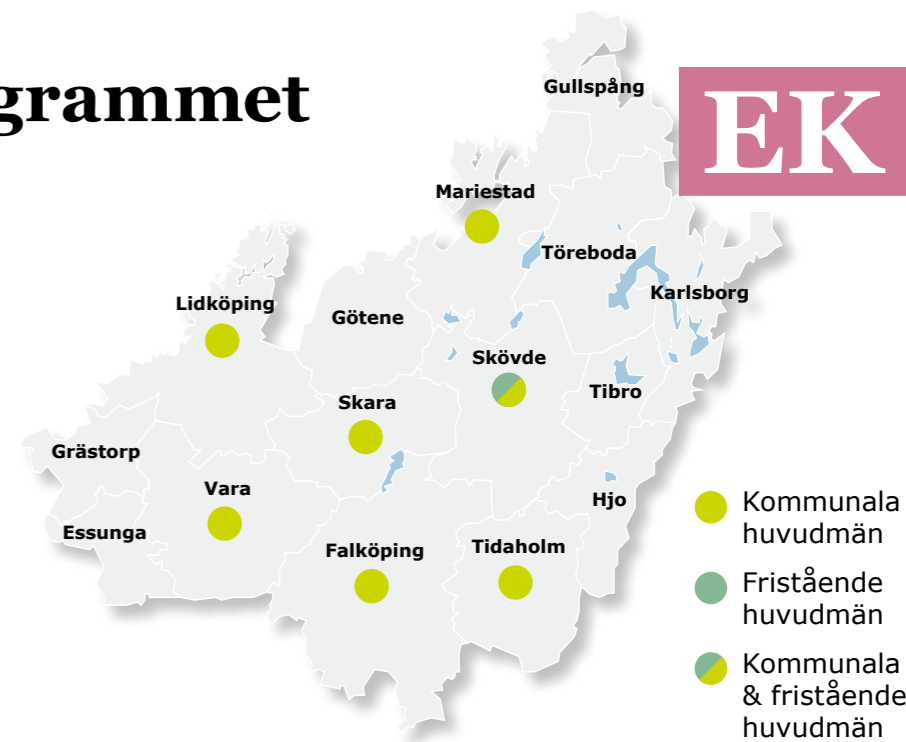 grammet
EK
Gullspång
Mariestad
Töreboda
Karlsborg
Lidköping
Götene
Skövde
Tibro
Skara
Grästorp
Vara
Hjo
Essunga
Falköping
Tidaholm
Kommunala
huvudmän
Fristående
huvudmän
Kommunala
& fristående
huvudmän